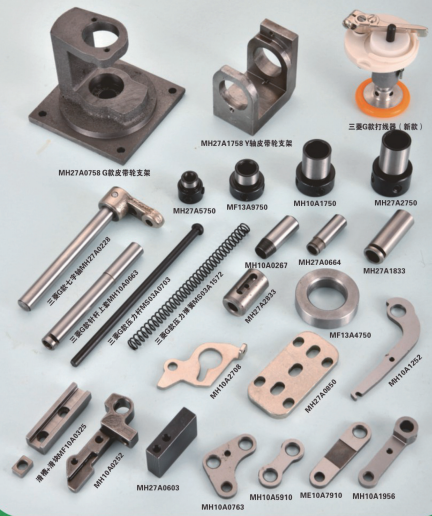 MH27A0758 G款皮带轮支架
MH27A1758 Y轴皮带轮支架
三菱G款打线器（新款）
MH27A5750
MF13A9750
MH10A1750
MH27A2750
三菱G款七字轴MH27A0228
三菱G款针杆上套MH10A0663
三菱G款压力杆MS03A0703
三菱G款压力弹簧MS03A1572
MH10A0267
MH27A0664
MH27A1833
MH27A2833
MF13A4750
MH10A1252
MH10A2708
MH27A0850
滑槽+滑块MF10A0325
MH10A0252
MH27A0603
MH10A0763
MH10A5910
ME10A7910
MH10A1956